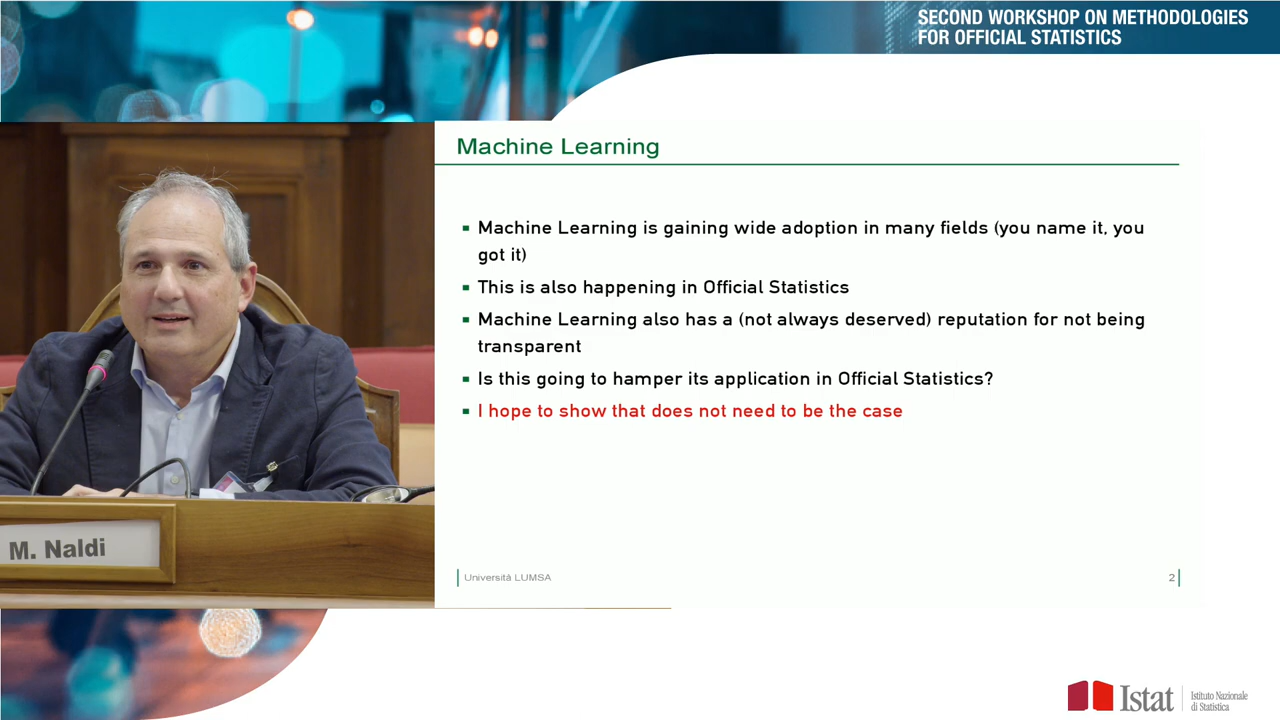 SECOND WORKSHOP ON METHODOLOGIES
FOR OFFICIAL STATISTICS
Machine Learning
Machine Learning is gaining wide adoption in many fields (you name it, you
got it)
This is also happening in Official Statistics
Machine Learning also has a (not always deserved) reputation for not being
transparent
Is this going to hamper its application in Official Statistics?
I hope to show that does not need to be the case
M. Naldi
Università LUMSA
2
Istat
Istituto Nazionale
di Statistica